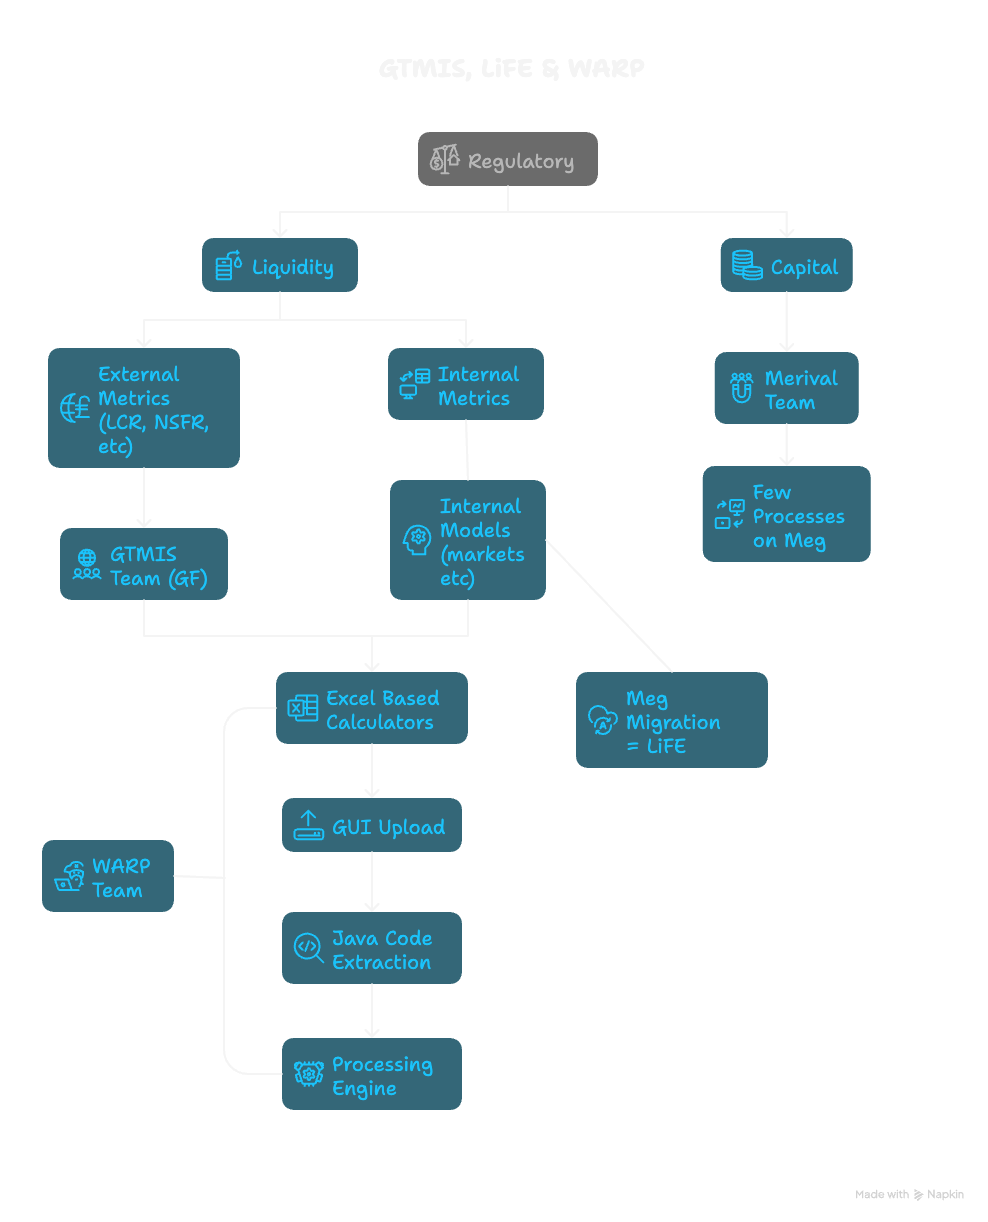 GTMIS, LiFE & WARP
Regulatory
Liquidity
Capital
External
Metrics
(LCR, NSFR,
etc)
Internal
Metrics
Merival
Team
GTMIS
Team (GF)
Internal
Models
(markets
etc)
Few
Processes
on Meg
Excel Based
Calculators
Meg
Migration
= LiFE
GUI Upload
WARP
Team
Java Code
Extraction
Processing
Engine
Made with Napkin